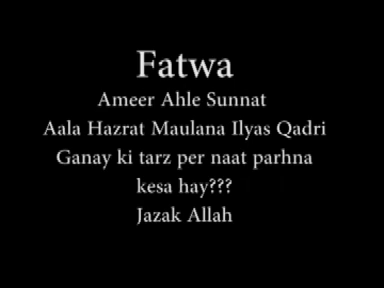 Fatwa
Ameer Ahle Sunnat
Aala Hazrat Maulana Ilyas Qadri
Ganay ki tarz per naat parhna
kesa hay???
Jazak Allah